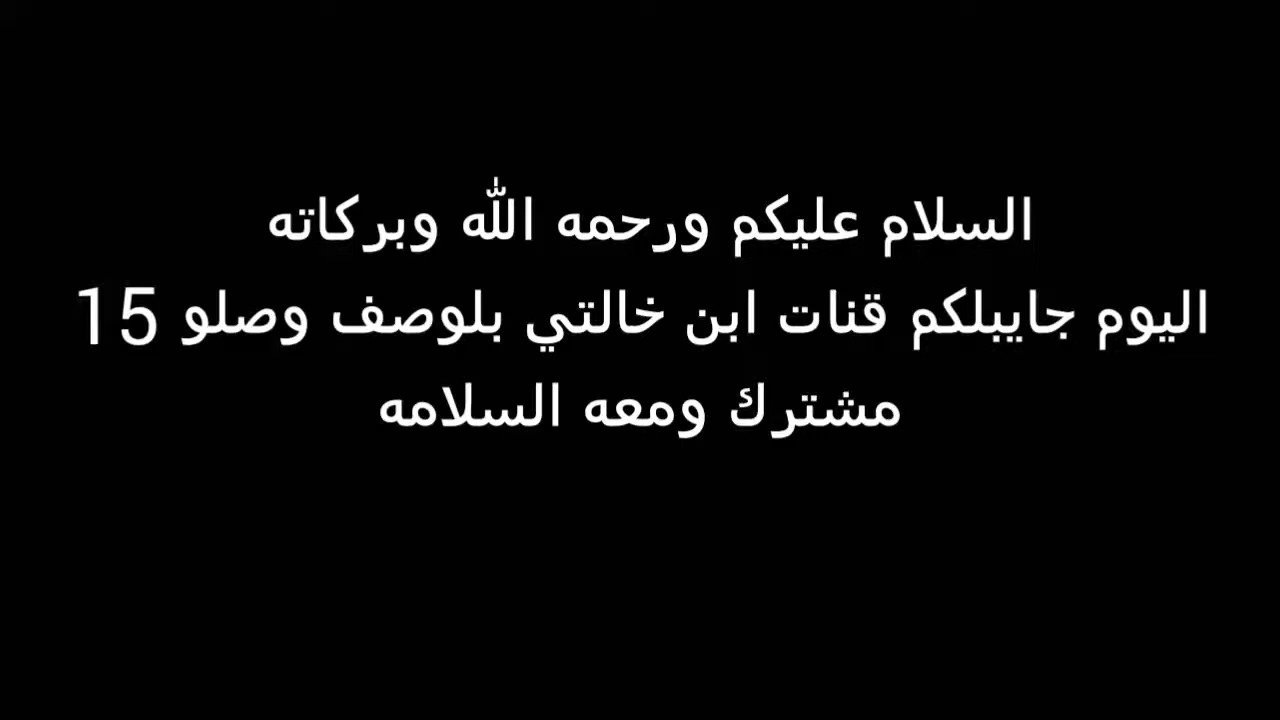 السلام عليكم ورحمه الله وبركاته
اليوم جايبلكم قنات ابن خالتي بلوصف وصلو 15
مشترك ومعه السلامه